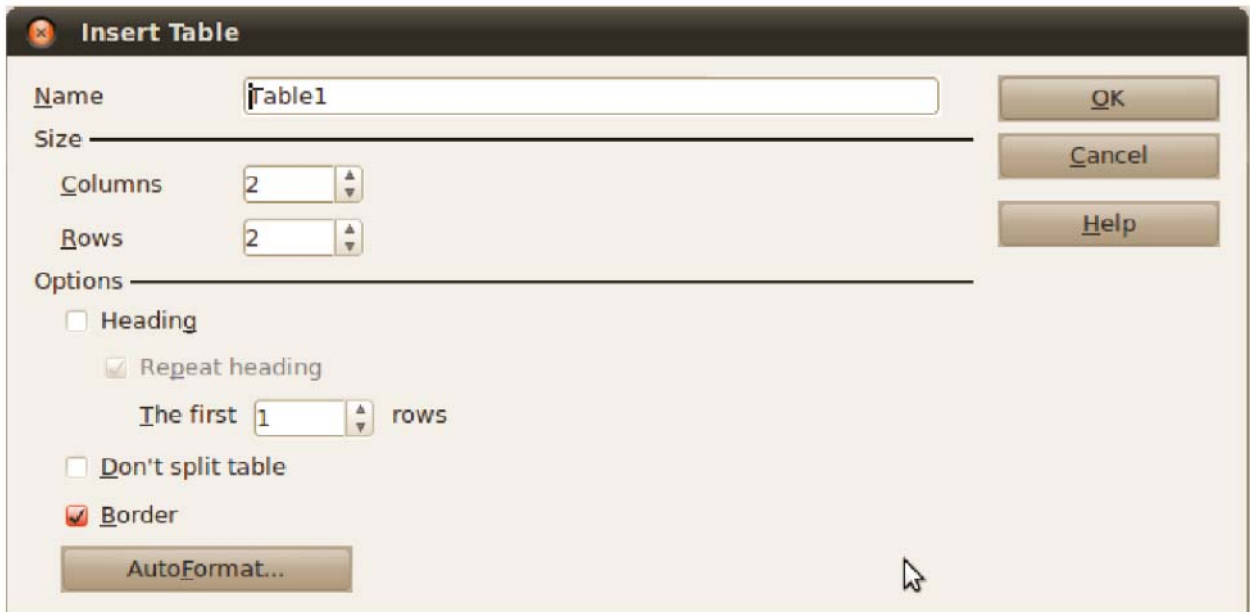 Insert Table
Name Table1 OK
Size
Cancel
Columns 2
Help
Rows 2
Options
Heading
Repeat heading
The first 1 rows
Don't split table
Border
AutoFormat...